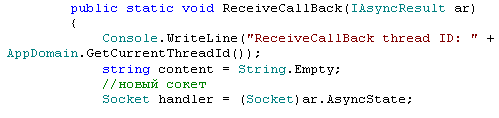 public static void ReceiveCallBack(IAsyncResult ar)
{
Console.WriteLine("ReceiveCallBack thread ID: " +
AppDomain.GetCurrentThreadId());
string content = String.Empty;
//новый сокет
Socket handler = (Socket)ar.AsyncState;